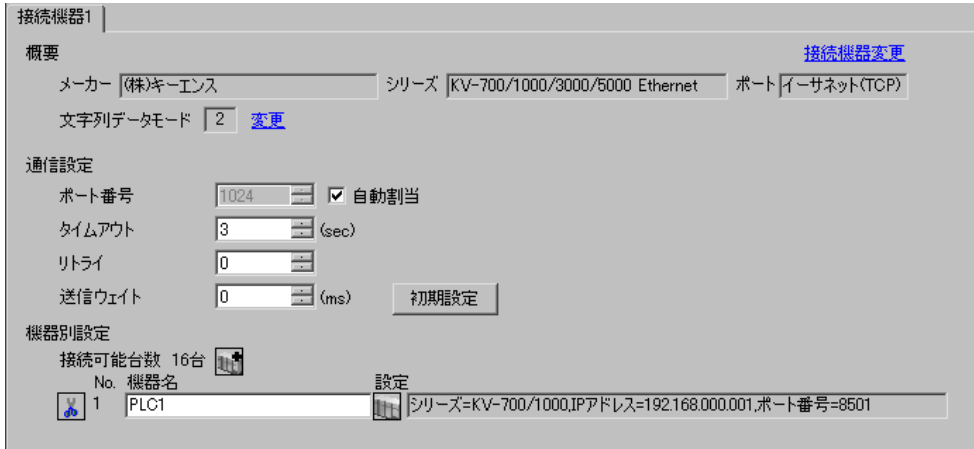 接続機器1
概要 接続機器変更
メーカー (株)キーエンス シリーズ KV-700/1000/3000/5000 Ethernet ポート イーサネット(TCP)
文字列データモード 2 変更
通信設定
ポート番号 1024 自動割当
タイムアウト 3 (sec)
リトライ 0
送信ウェイト 0 (ms) 初期設定
機器別設定
接続可能台数 16台
No. 機器名 設定
1 PLC1 シリーズ=KV-700/1000,IPアドレス=192.168.000.001,ポート番号=8501